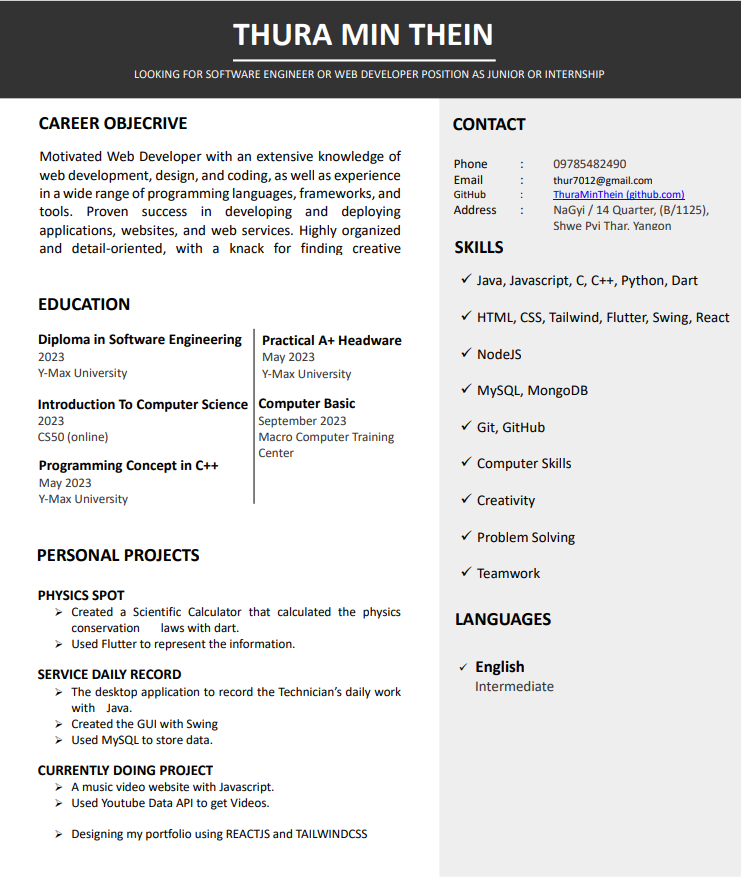 THURA MIN THEIN
LOOKING FOR SOFTWARE ENGINEER OR WEB DEVELOPER POSITION AS JUNIOR OR INTERNSHIP
CAREER OBJECRIVE
Motivated Web Developer with an extensive knowledge of
web development, design, and coding, as well as experience
in a wide range of programming languages, frameworks, and
tools. Proven success in developing and deploying
applications, websites, and web services. Highly organized
and detail-oriented, with a knack for finding creative
EDUCATION
Diploma in Software Engineering
2023
Y-Max University
Introduction To Computer Science
2023
CS50 (online)
Programming Concept in C++
May 2023
Y-Max University
Practical A+ Headware
May 2023
Y-Max University
Computer Basic
September 2023
Macro Computer Training
Center
PERSONAL PROJECTS
PHYSICS SPOT
➢ Created a Scientific Calculator that calculated the physics
conservation laws with dart.
➢ Used Flutter to represent the information.
SERVICE DAILY RECORD
➢ The desktop application to record the Technician's daily work
with Java.
➢ Created the GUI with Swing
➢ Used MySQL to store data.
CURRENTLY DOING PROJECT
➢ A music video website with Javascript.
➢ Used Youtube Data API to get Videos.
➢ Designing my portfolio using REACTJS and TAILWINDCSS
CONTACT
Phone : 09785482490
Email : thur7012@gmail.com
GitHub : ThuraMinThein (github.com)
Address : NaGyi / 14 Quarter, (B/1125),
Shwe Pyi Thar, Yangon
SKILLS
✓ Java, Javascript, C, C++, Python, Dart
✓ HTML, CSS, Tailwind, Flutter, Swing, React
✓ NodeJS
✓ MySQL, MongoDB
✓ Git, GitHub
✓ Computer Skills
✓ Creativity
✓ Problem Solving
✓ Teamwork
LANGUAGES
✓ English
Intermediate